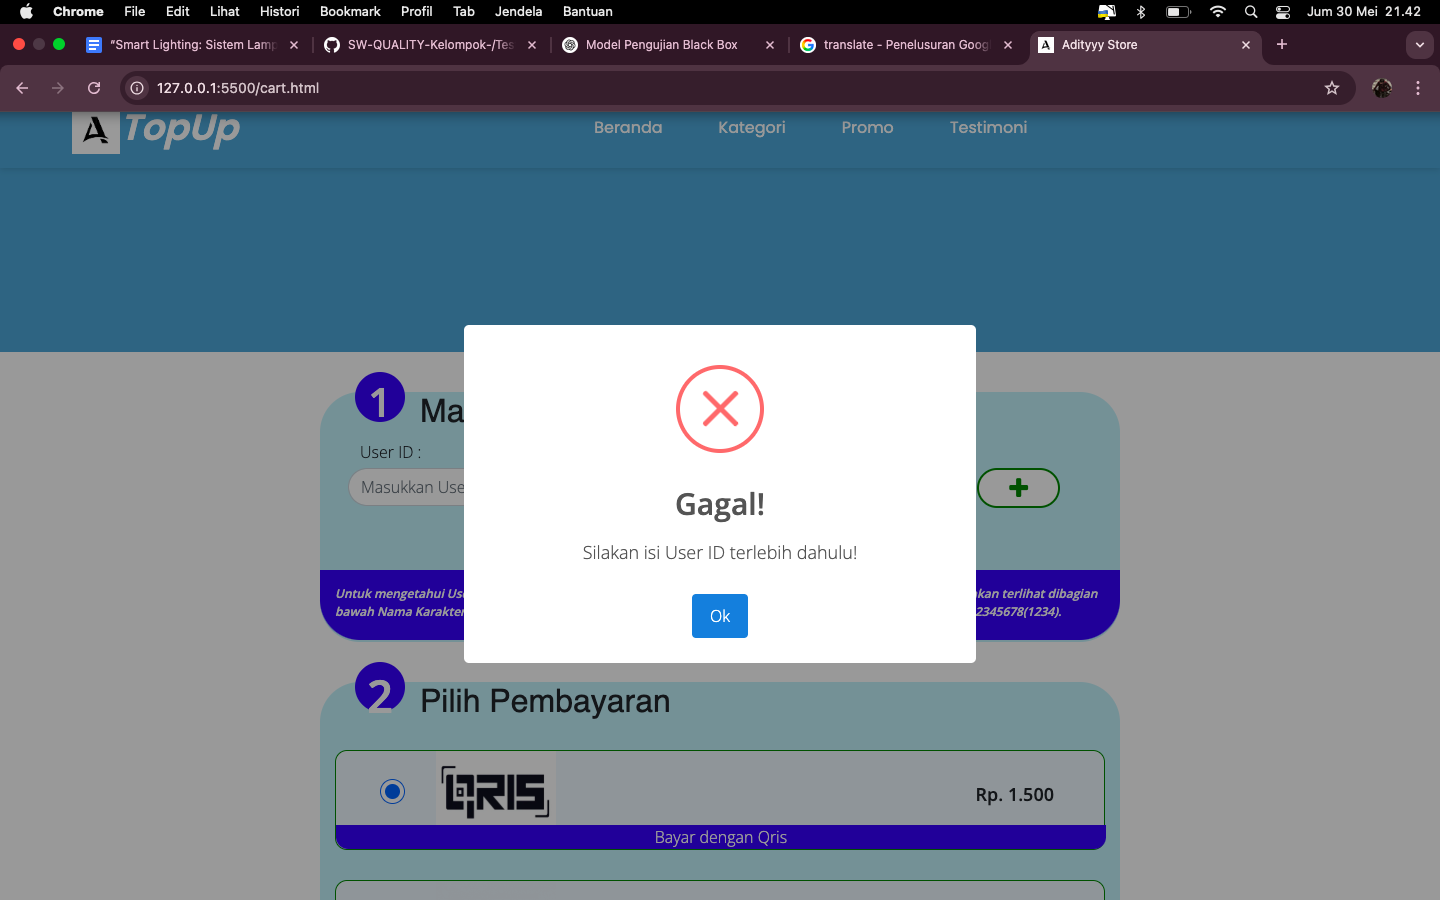 Chrome File Edit Lihat Histori Bookmark Profil Tab Jendela Bantuan Jum 30 Mei 21.42
"Smart Lighting: Sistem Lamp SW-QUALITY-Kelompok-/Tes Model Pengujian Black Box translate - Penelusuran Goog Adityyy Store
127.0.0.1:5500/cart.html
A TopUp Beranda Kategori Promo Testimoni
1 Ma
User ID :
Masukkan Use
Gagal!
Silakan isi User ID terlebih dahulu!
Ok
Untuk mengetahui Use kan terlihat dibagian
bawah Nama Karakter 2345678(1234).
2 Pilih Pembayaran
QRIS Rp. 1.500
Bayar dengan Qris